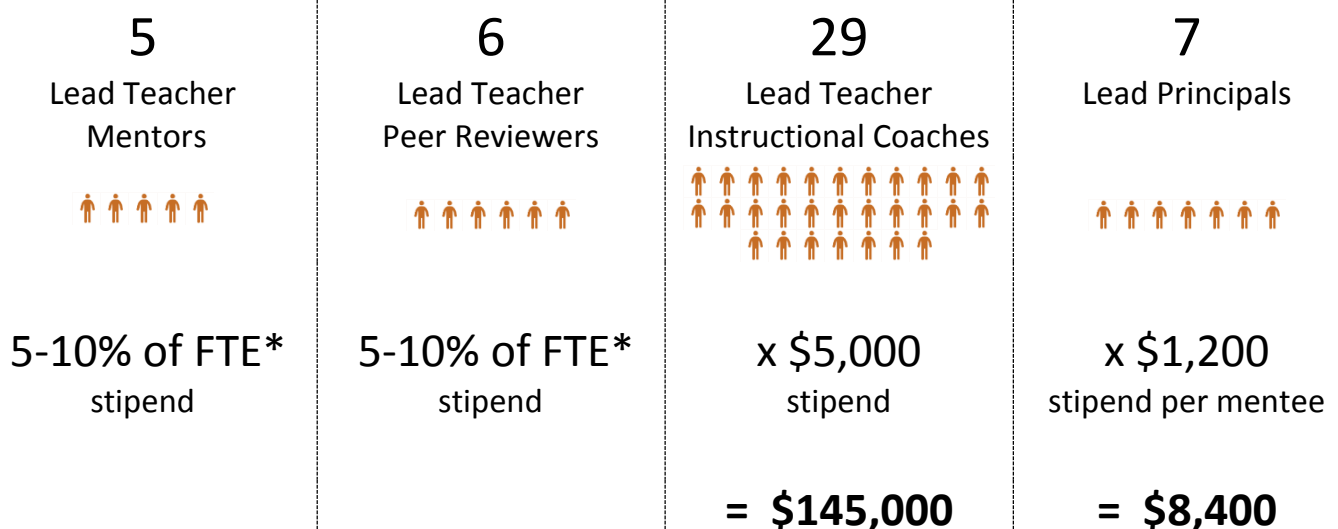 5
Lead Teacher
Mentors
5-10% of FTE*
stipend
6
Lead Teacher
Peer Reviewers
5-10% of FTE*
stipend
29
Lead Teacher
Instructional Coaches
x $5,000
stipend
= $145,000
7
Lead Principals
x $1,200
stipend per mentee
= $8,400